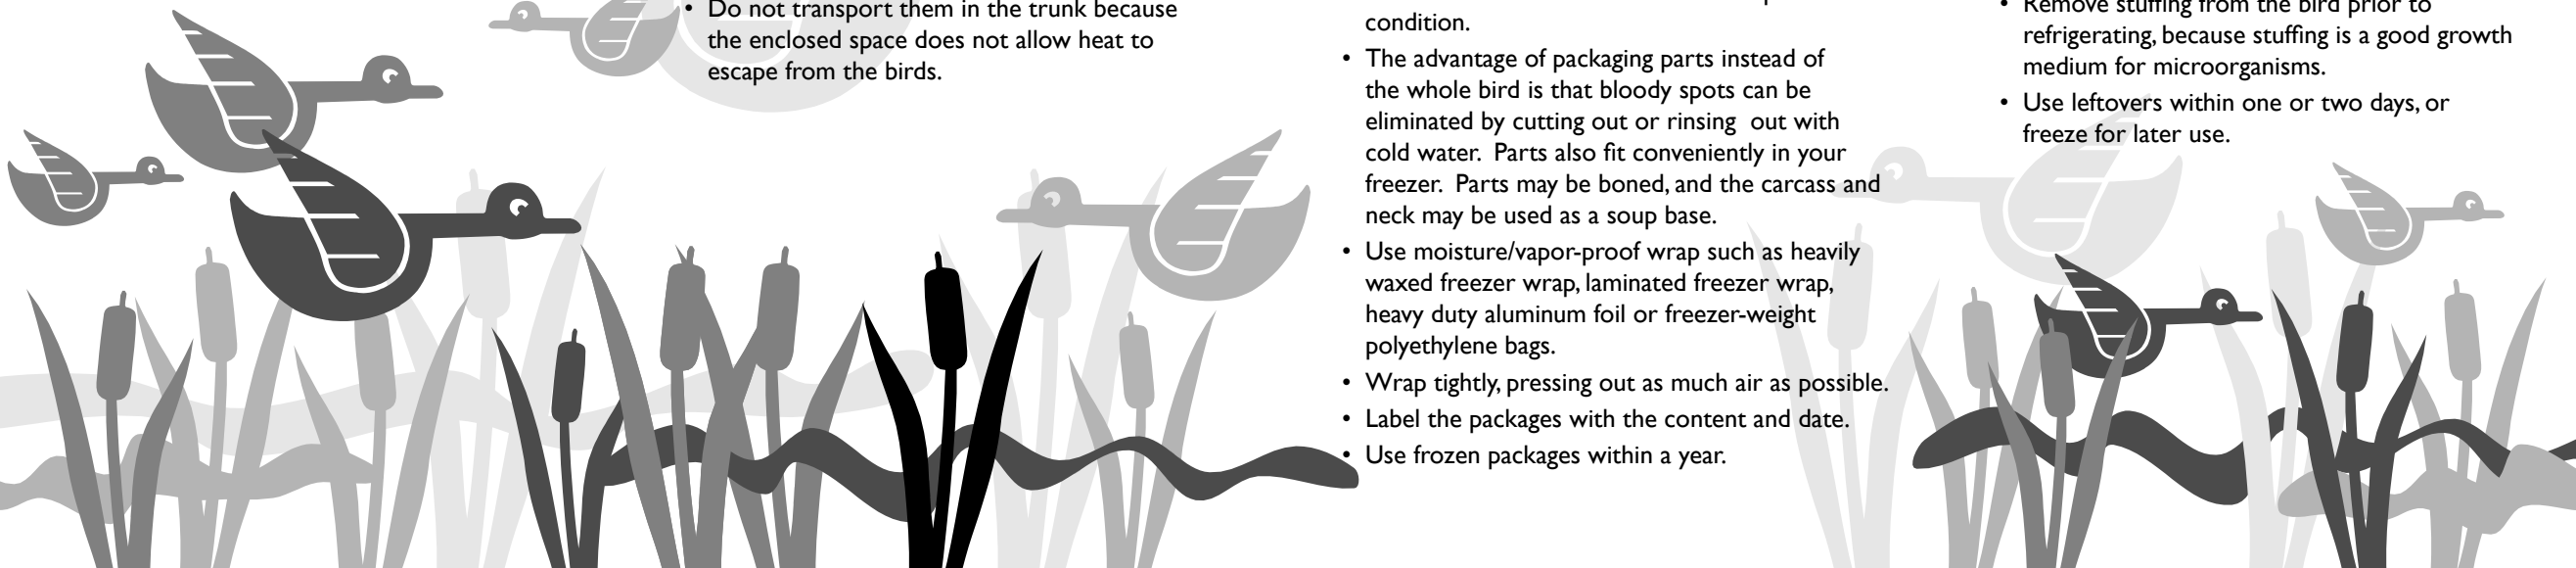 • Do not transport them in the trunk because
the enclosed space does not allow heat to
escape from the birds.
condition.
• The advantage of packaging parts instead of
the whole bird is that bloody spots can be
eliminated by cutting out or rinsing  out with
cold water.  Parts also fit conveniently in your
freezer.  Parts may be boned, and the carcass and
neck may be used as a soup base.
• Use moisture/vapor-proof wrap such as heavily
waxed freezer wrap, laminated freezer wrap,
heavy duty aluminum foil or freezer-weight
polyethylene bags.
• Wrap tightly, pressing out as much air as possible.
• Label the packages with the content and date.
• Use frozen packages within a year.
• Remove stuffing from the bird prior to
refrigerating, because stuffing is a good growth
medium for microorganisms.
• Use leftovers within one or two days, or
freeze for later use.